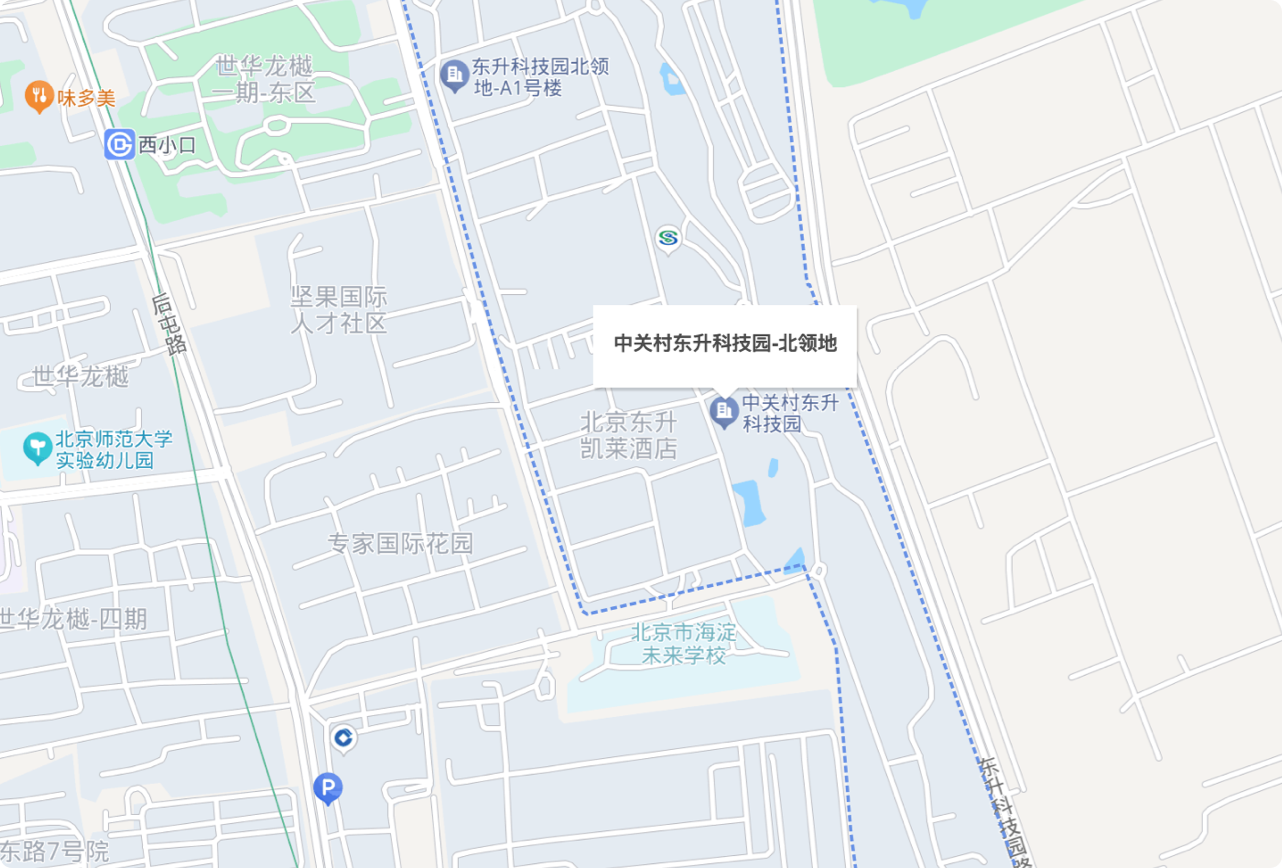 世华龙樾
一期-东区
东升科技园北领
地-A1号楼
味多美
西小口
坚果国际
人才社区
后屯路
中关村东升科技园-北领地
世华龙樾
中关村东升
科技园
北京东升
凯莱酒店
北京师范大学
实验幼儿园
专家国际花园
世华龙樾-四期
北京市海淀
未来学校
P
东升科技园路
东路7号院